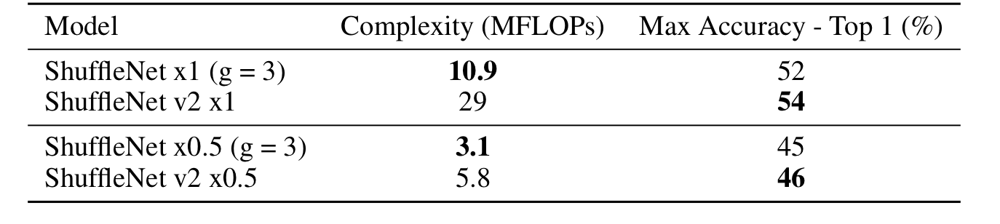 Model Complexity (MFLOPs) Max Accuracy - Top 1 (%)
ShuffleNet x1 (g = 3) 10.9 52
ShuffleNet v2 x1 29 54
ShuffleNet x0.5 (g = 3) 3.1 45
ShuffleNet v2 x0.5 5.8 46